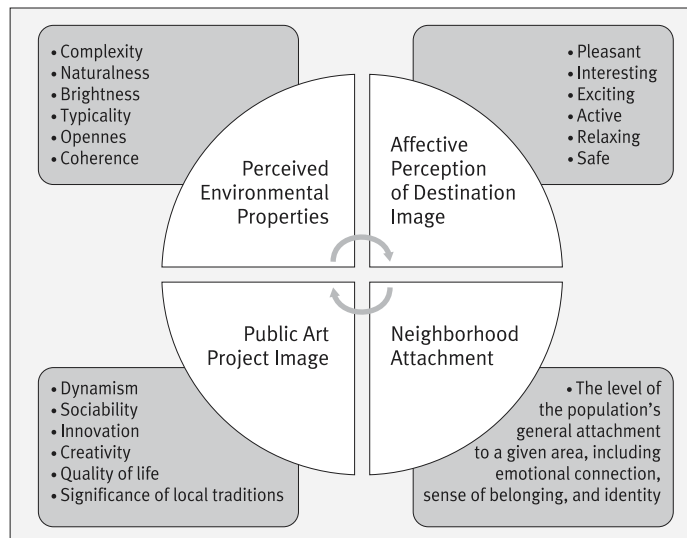 • Complexity
• Naturalness
• Brightness
• Typicality
• Opennes
• Coherence
Perceived
Environmental
Properties
• Pleasant
• Interesting
• Exciting
• Active
• Relaxing
• Safe
Affective
Perception
of Destination
Image
Public Art
Project Image
• Dynamism
• Sociability
• Innovation
• Creativity
• Quality of life
• Significance of local traditions
Neighborhood
Attachment
• The level of
the population’s
general attachment
to a given area, including
emotional connection,
sense of belonging, and identity